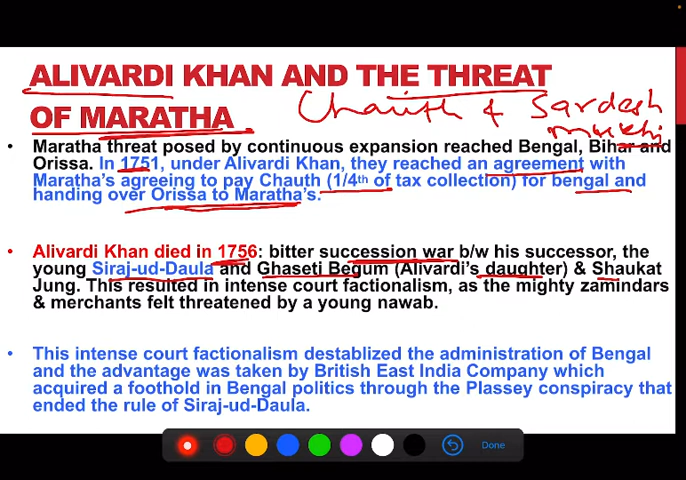 ALIVARDI KHAN AND THE THREAT
OF MARATHA
Chauth & Sardesh
mukhi
• Maratha threat posed by continuous expansion reached Bengal, Bihar and
Orissa. In 1751, under Alivardi Khan, they reached an agreement with
Maratha's agreeing to pay Chauth (1/4th of tax collection) for bengal and
handing over Orissa to Maratha's.
• Alivardi Khan died in 1756: bitter succession war b/w his successor, the
young Siraj-ud-Daula and Ghaseti Begum (Alivardi's daughter) & Shaukat
Jung. This resulted in intense court factionalism, as the mighty zamindars
& merchants felt threatened by a young nawab.
• This intense court factionalism destablized the administration of Bengal
and the advantage was taken by British East India Company which
acquired a foothold in Bengal politics through the Plassey conspiracy that
ended the rule of Siraj-ud-Daula.
Done